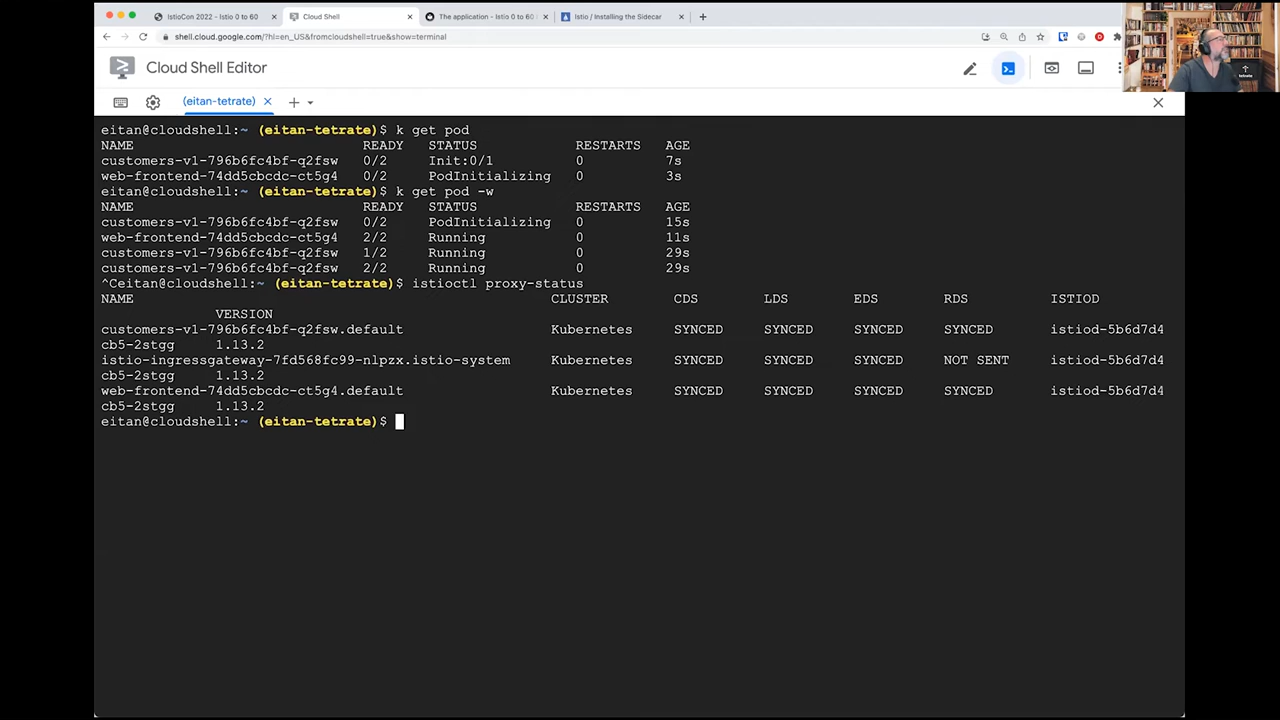 IstioCon 2022 - Istio 0 to 60
Cloud Shell
The application - Istio 0 to 60
Istio / Installing the Sidecar
shell.cloud.google.com/?hl=en_US&fromcloudshell=true&show=terminal
Cloud Shell Editor
tetrate
(eitan-tetrate)
eitan@cloudshell:~ (eitan-tetrate)$ k get pod
NAME READY STATUS RESTARTS AGE
customers-v1-796b6fc4bf-q2fsw 0/2 Init:0/1 0 7s
web-frontend-74dd5cbcdc-ct5g4 0/2 PodInitializing 0 3s
eitan@cloudshell:~ (eitan-tetrate)$ k get pod -w
NAME READY STATUS RESTARTS AGE
customers-v1-796b6fc4bf-q2fsw 0/2 PodInitializing 0 15s
web-frontend-74dd5cbcdc-ct5g4 2/2 Running 0 11s
customers-v1-796b6fc4bf-q2fsw 1/2 Running 0 29s
customers-v1-796b6fc4bf-q2fsw 2/2 Running 0 29s
^Ceitan@cloudshell:~ (eitan-tetrate)$ istioctl proxy-status
NAME CLUSTER CDS LDS EDS RDS ISTIOD
VERSION
customers-v1-796b6fc4bf-q2fsw.default Kubernetes SYNCED SYNCED SYNCED SYNCED istiod-5b6d7d4
cb5-2stgg 1.13.2
istio-ingressgateway-7fd568fc99-nlpzx.istio-system Kubernetes SYNCED SYNCED SYNCED NOT SENT istiod-5b6d7d4
cb5-2stgg 1.13.2
web-frontend-74dd5cbcdc-ct5g4.default Kubernetes SYNCED SYNCED SYNCED SYNCED istiod-5b6d7d4
cb5-2stgg 1.13.2
eitan@cloudshell:~ (eitan-tetrate)$